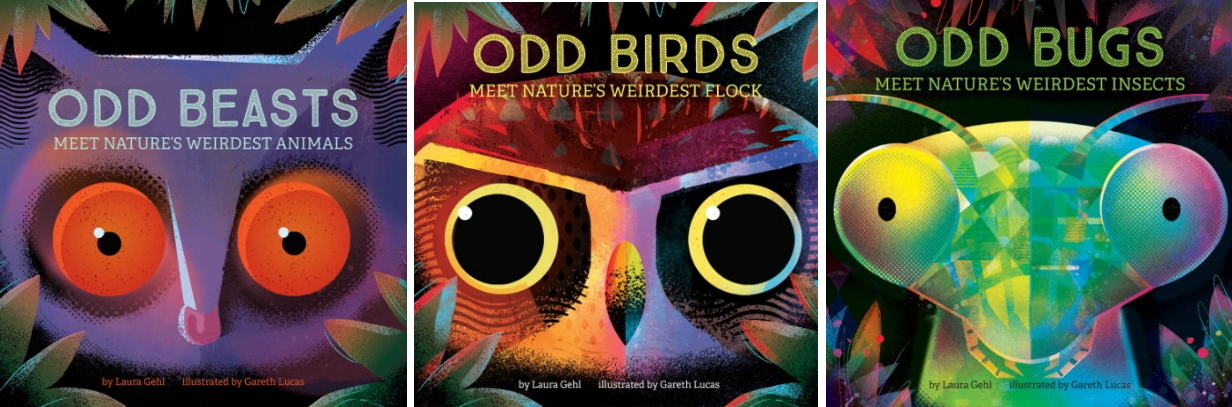 ODD BEASTS
MEET NATURE'S WEIRDEST ANIMALS
by Laura Gehl illustrated by Gareth Lucas
ODD BIRDS
MEET NATURE'S WEIRDEST FLOCK
by Laura Gehl illustrated by Gareth Lucas
ODD BUGS
MEET NATURE'S WEIRDEST INSECTS
by Laura Gehl illustrated by Gareth Lucas